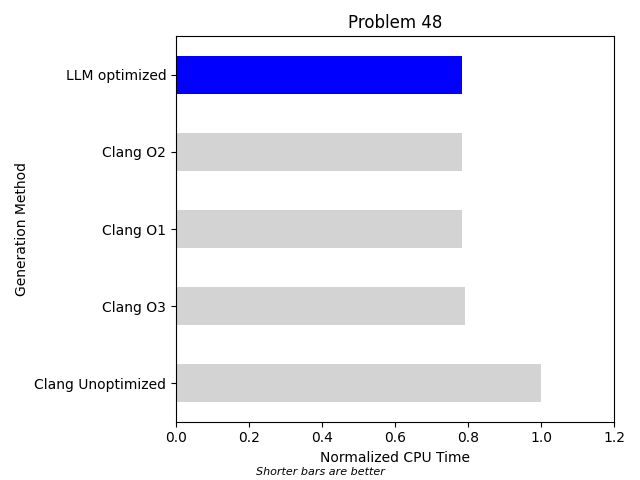 Problem 48
Generation Method
LLM optimized
Clang O2
Clang O1
Clang O3
Clang Unoptimized
0.0 0.2 0.4 0.6 0.8 1.0 1.2
Normalized CPU Time
Shorter bars are better